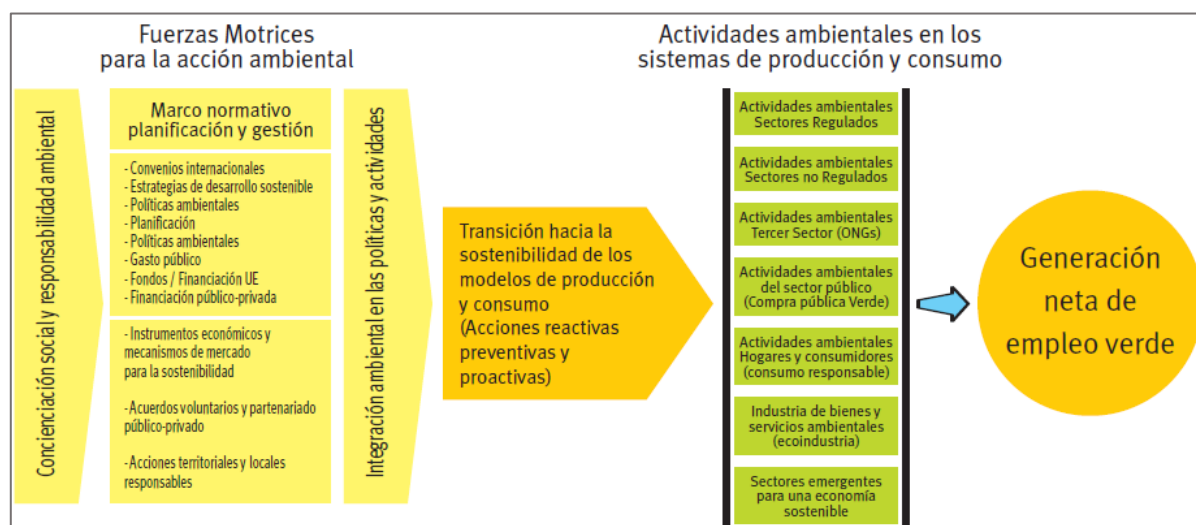 Fuerzas Motrices
para la acción ambiental
Concienciación social y responsabilidad ambiental
Marco normativo
planificación y gestión
- Convenios internacionales
- Estrategias de desarrollo sostenible
- Políticas ambientales
- Planificación
- Políticas ambientales
- Gasto público
- Fondos / Financiación UE
- Financiación público-privada
- Instrumentos económicos y
mecanismos de mercado
para la sostenibilidad
- Acuerdos voluntarios y partenariado
público-privado
- Acciones territoriales y locales
responsables
Integración ambiental en las políticas y actividades
Transición hacia la
sostenibilidad de los
modelos de producción
y consumo
(Acciones reactivas
preventivas y
proactivas)
Actividades ambientales en los
sistemas de producción y consumo
Actividades ambientales
Sectores Regulados
Actividades ambientales
Sectores no Regulados
Actividades ambientales
Tercer Sector (ONGs)
Actividades ambientales
del sector público
(Compra pública Verde)
Actividades ambientales
Hogares y consumidores
(consumo responsable)
Industria de bienes y
servicios ambientales
(ecoindustria)
Sectores emergentes
para una economía
sostenible
Generación
neta de
empleo verde